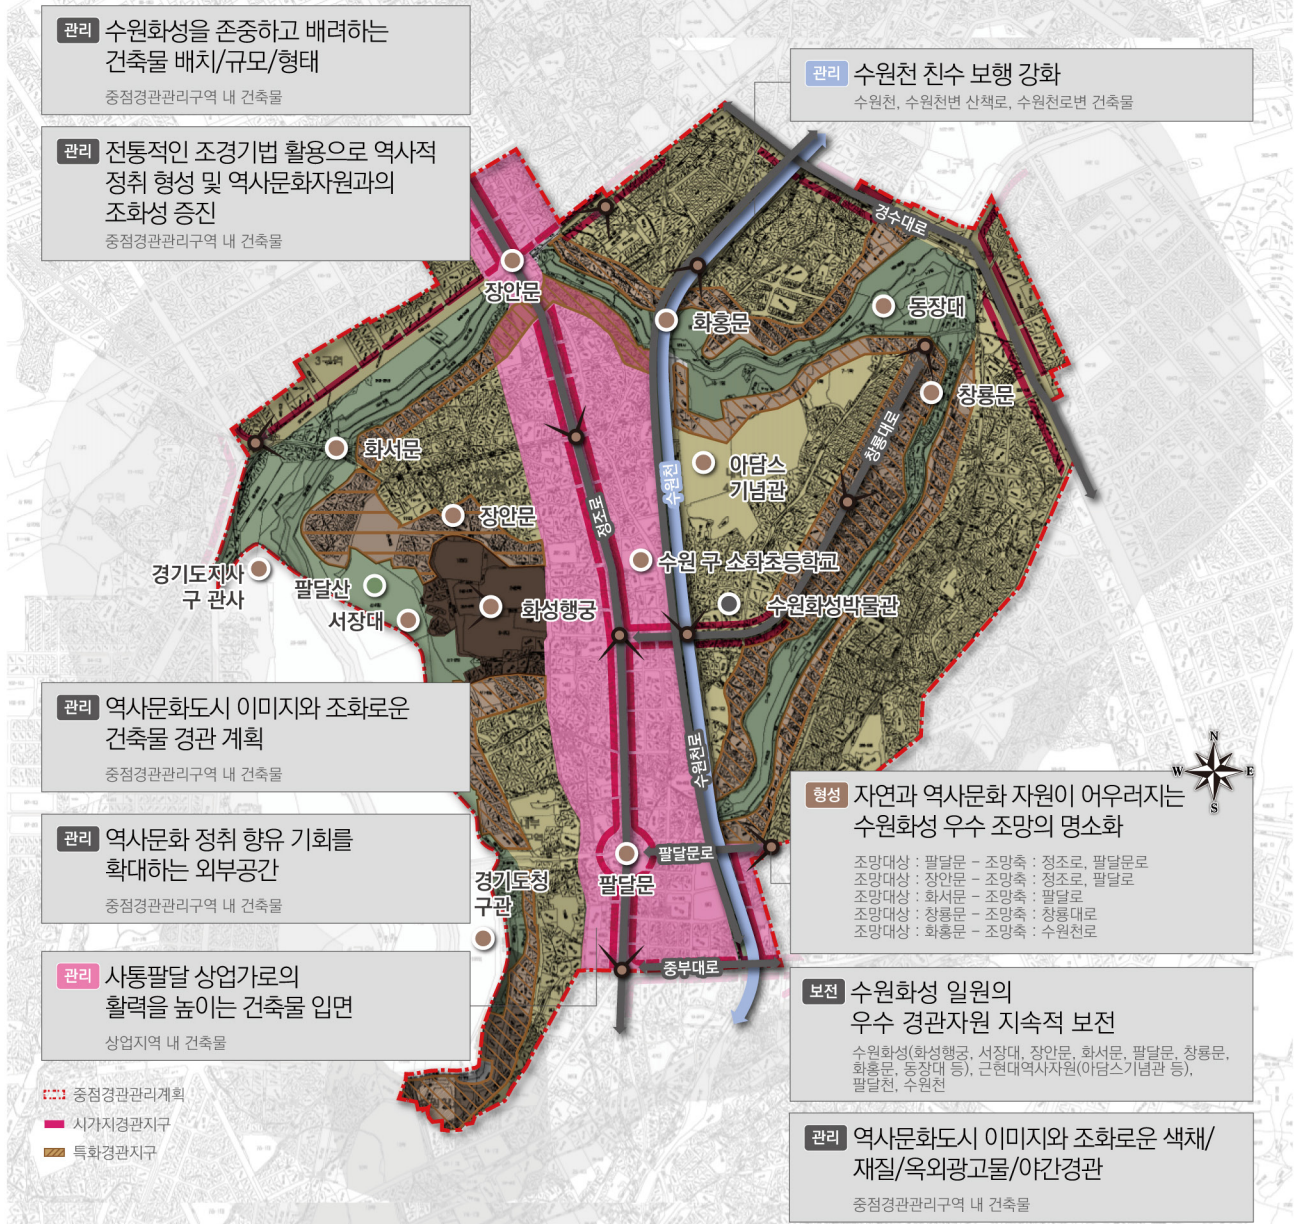 관리 수원화성을 존중하고 배려하는
건축물 배치/규모/형태
중점경관관리구역 내 건축물
관리 전통적인 조경기법 활용으로 역사적
정취 형성 및 역사문화자원과의
조화성 증진
중점경관관리구역 내 건축물
관리 수원천 친수 보행 강화
수원천, 수원천변 산책로, 수원천로변 건축물
경수대로
장안문
화홍문
동장대
3구역
창룡문
화서문
창룡대로
아담스
기념관
수원천
장안문
정조로
수원 구 소화초등학교
경기도지사
구 관사
팔달산
서장대
화성행궁
수원화성박물관
관리 역사문화도시 이미지와 조화로운
건축물 경관 계획
중점경관관리구역 내 건축물
수원천로
N
W E
S
관리 역사문화 정취 향유 기회를
확대하는 외부공간
중점경관관리구역 내 건축물
팔달문로
팔달문
경기도청
구관
형성 자연과 역사문화 자원이 어우러지는
수원화성 우수 조망의 명소화
조망대상 : 팔달문 – 조망축 : 정조로, 팔달문로
조망대상 : 장안문 – 조망축 : 정조로, 팔달로
조망대상 : 화서문 – 조망축 : 팔달로
조망대상 : 창룡문 – 조망축 : 창룡대로
조망대상 : 화홍문 – 조망축 : 수원천로
관리 사통팔달 상업가로의
활력을 높이는 건축물 입면
상업지역 내 건축물
중부대로
보전 수원화성 일원의
우수 경관자원 지속적 보전
수원화성(화성행궁, 서장대, 장안문, 화서문, 팔달문, 창룡문,
화홍문, 동장대 등), 근현대역사자원(아담스기념관 등),
팔달천, 수원천
중점경관관리계획
시가지경관지구
특화경관지구
관리 역사문화도시 이미지와 조화로운 색채/
재질/옥외광고물/야간경관
중점경관관리구역 내 건축물